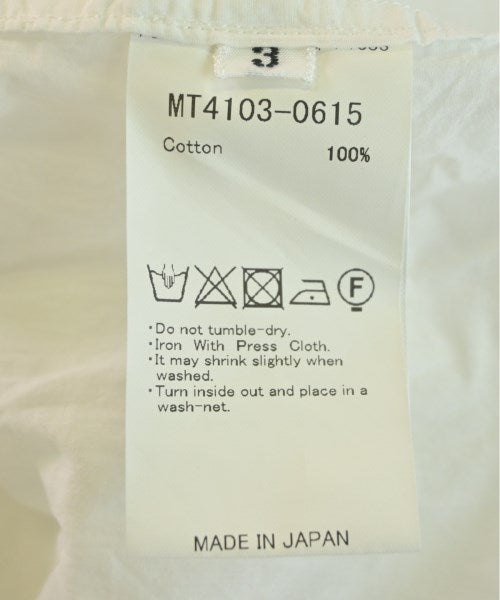 3
MT4103-0615
Cotton 100%
F
·Do not tumble-dry.
·Iron With Press Cloth.
·It may shrink slightly when
washed.
·Turn inside out and place in a
wash-net.
MADE IN JAPAN